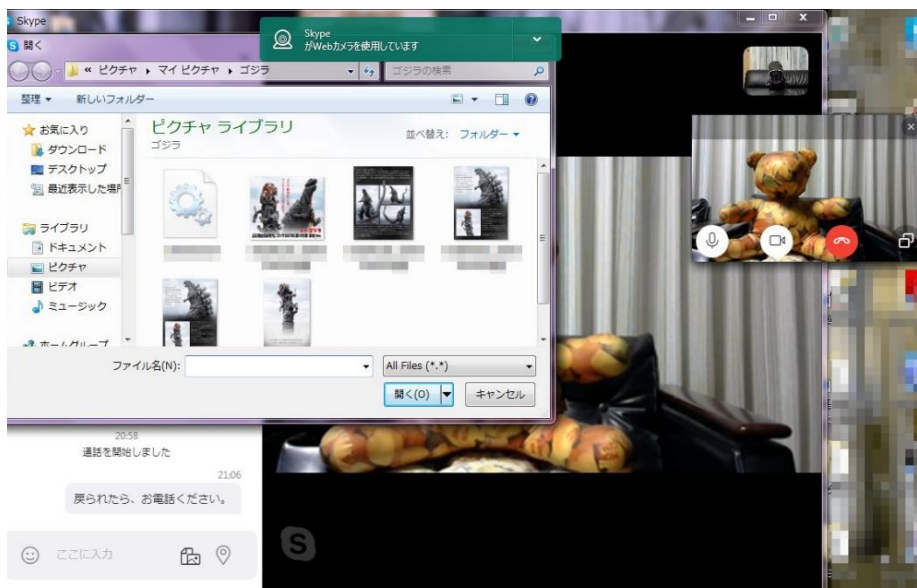 Skype
Skype
がWebカメラを使用しています
開く
« ピクチャ ▸ マイ ピクチャ ▸ ゴジラ
ゴジラの検索
整理 ▼ 新しいフォルダー
お気に入り
ダウンロード
デスクトップ
最近表示した場所
ライブラリ
ドキュメント
ピクチャ
ビデオ
ミュージック
ホームグループ
ピクチャ ライブラリ
ゴジラ
並べ替え: フォルダー ▼
ファイル名(N):
All Files (*.*)
開く(O)
キャンセル
20:58
通話を開始しました
21:06
戻られたら、お電話ください。
ここに入力